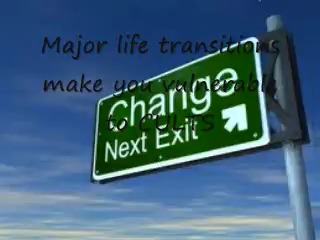 Major life transitions
make you vulnerable
to CULTS
Change
Next Exit